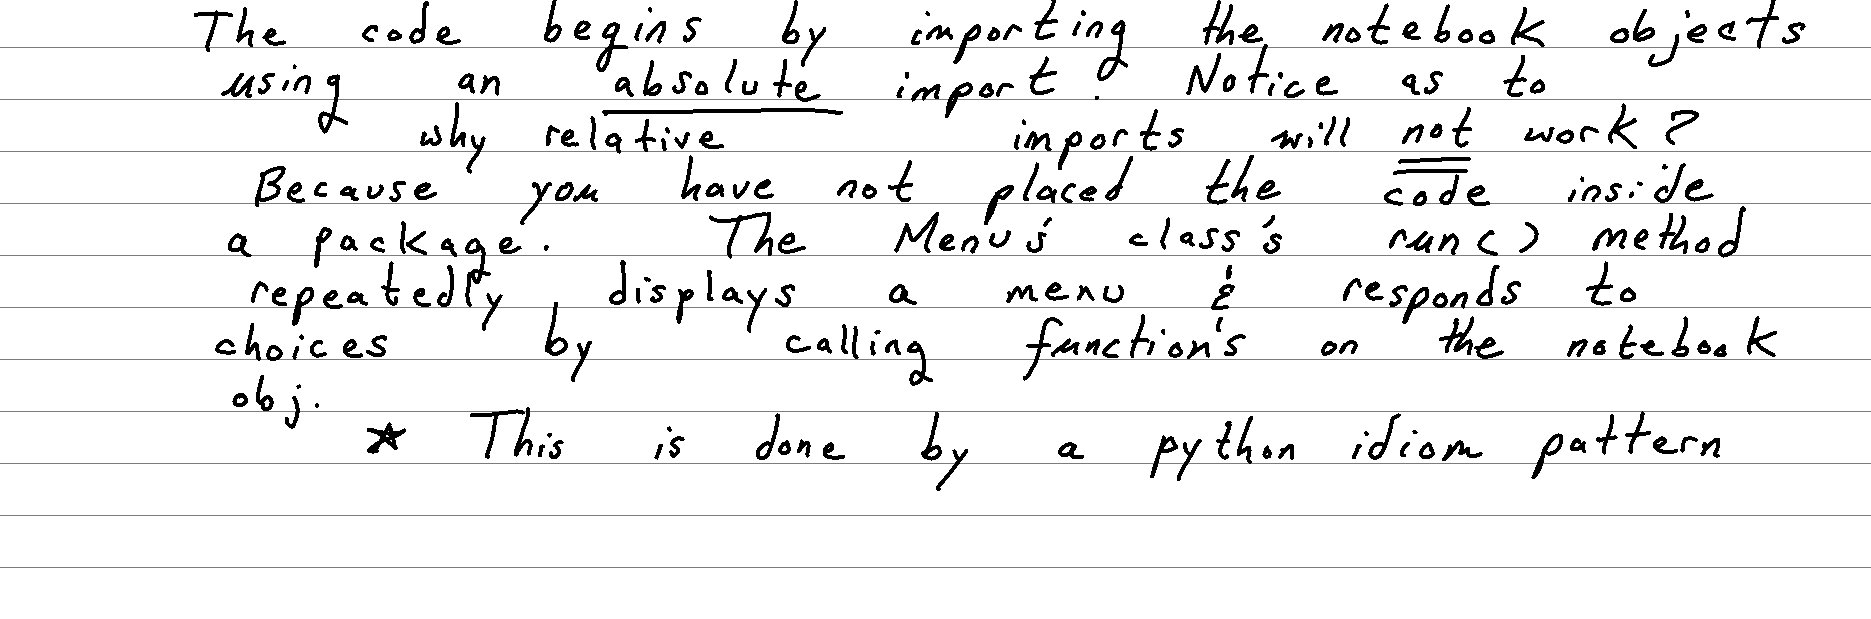 The code begins by importing the notebook objects
using an absolute import. Notice as to
why relative imports will not work?
Because you have not placed the code inside
a package. The Menu's class's run() method
repeatedly displays a menu & responds to
choices by calling function's on the notebook
obj.
★ This is done by a python idiom pattern